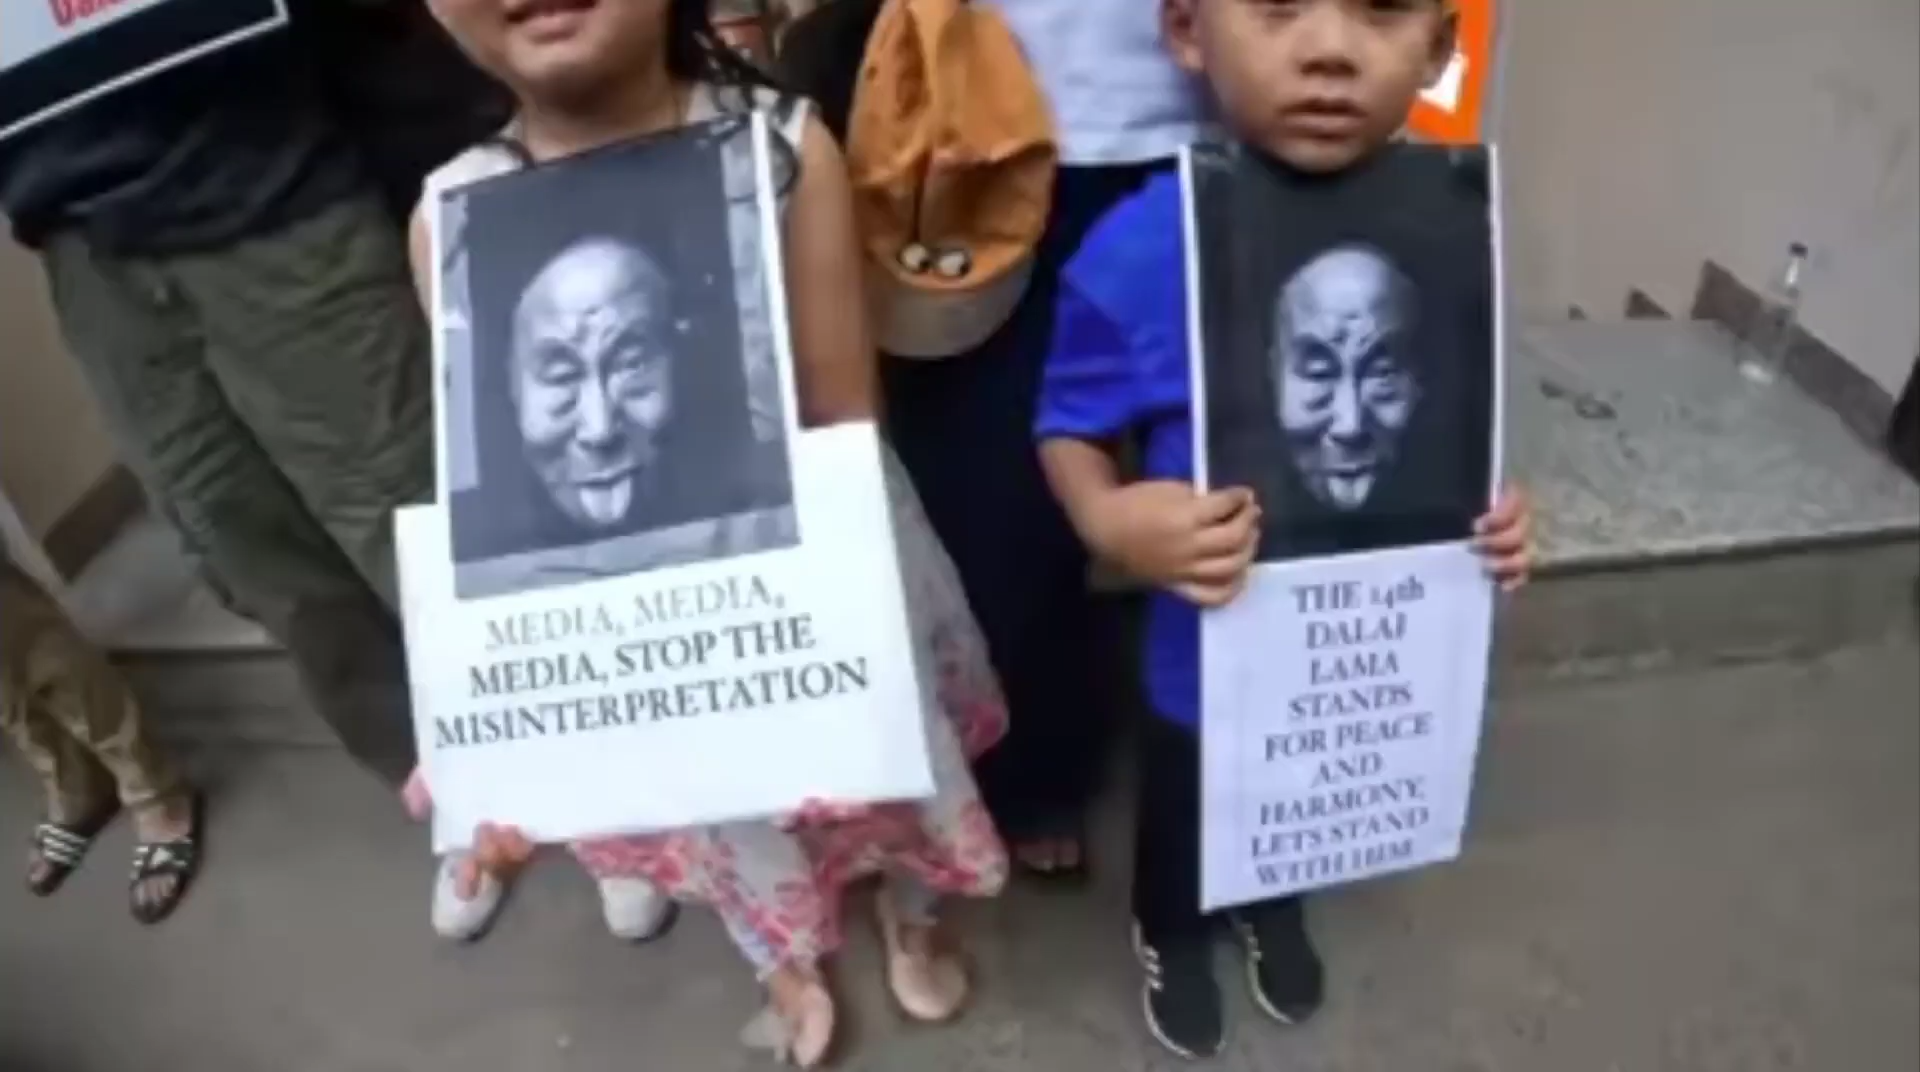 MEDIA, MEDIA,
MEDIA, STOP THE
MISINTERPRETATION
THE 14th
DALAI
LAMA
STANDS
FOR PEACE
AND
HARMONY,
LETS STAND
WITH HIM